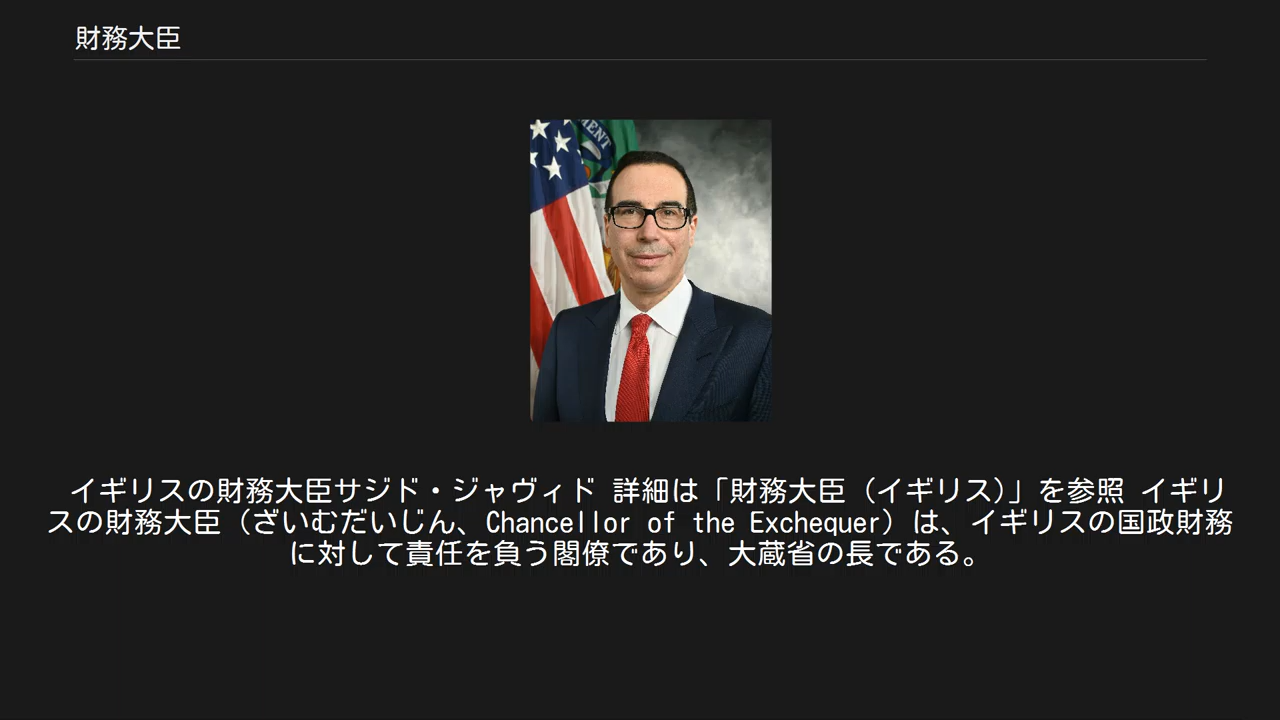 財務大臣
MENT
イギリスの財務大臣サジド・ジャヴィド 詳細は「財務大臣（イギリス）」を参照 イギリ
スの財務大臣（ざいむだいじん、Chancellor of the Exchequer）は、イギリスの国政財務
に対して責任を負う閣僚であり、大蔵省の長である。